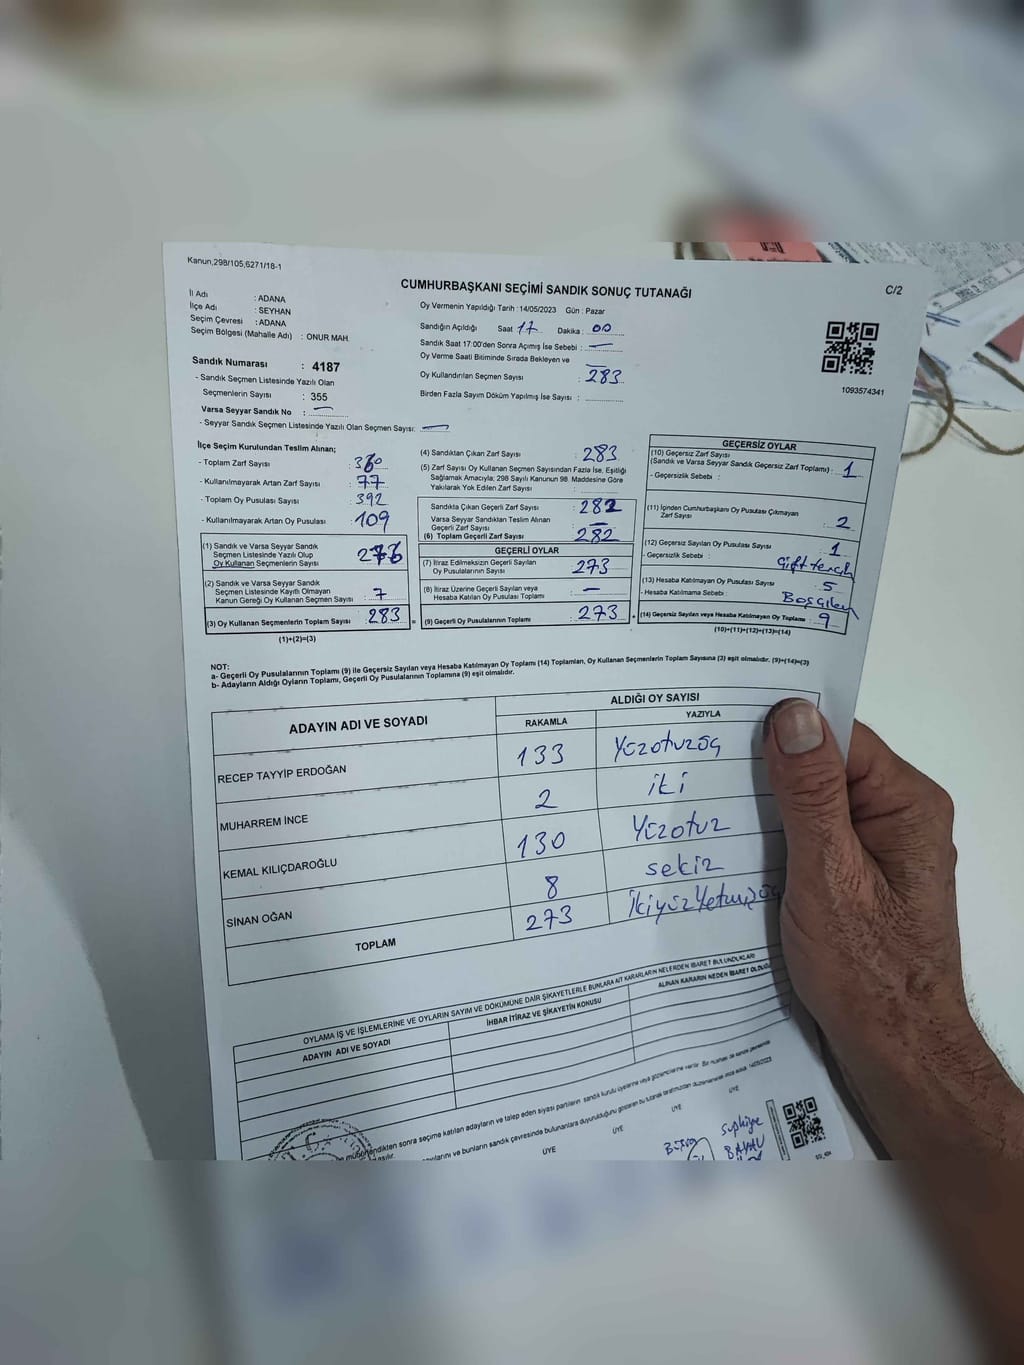 Kanun,298/105,6271/18-1
CUMHURBAŞKANI SEÇİMİ SANDIK SONUÇ TUTANAĞI
C/2
İl Adı : ADANA
İlçe Adı : SEYHAN
Seçim Çevresi : ADANA
Seçim Bölgesi (Mahalle Adı) : ONUR MAH.
Oy Vermenin Yapıldığı Tarih : 14/05/2023 Gün : Pazar
Sandığın Açıldığı Saat 17 Dakika : 00
Sandık Saat 17:00'den Sonra Açımış İse Sebebi : —
Oy Verme Saati Bitiminde Sırada Bekleyen ve
Oy Kullandırılan Seçmen Sayısı : 283
Birden Fazla Sayım Döküm Yapılmış İse Sayısı :
1093574341
Sandık Numarası : 4187
- Sandık Seçmen Listesinde Yazılı Olan
Seçmenlerin Sayısı : 355
Varsa Seyyar Sandık No : —
- Seyyar Sandık Seçmen Listesinde Yazılı Olan Seçmen Sayısı: —
İlçe Seçim Kurulundan Teslim Alınan;
- Toplam Zarf Sayısı : 360
- Kullanılmayarak Artan Zarf Sayısı : 77
- Toplam Oy Pusulası Sayısı : 392
- Kullanılmayarak Artan Oy Pusulası : 109
(1) Sandık ve Varsa Seyyar Sandık
Seçmen Listesinde Yazılı Olup
Oy Kullanan Seçmenlerin Sayısı : 276
(2) Sandık ve Varsa Seyyar Sandık
Seçmen Listesinde Kayıtlı Olmayan
Kanun Gereği Oy Kullanan Seçmen Sayısı : 7
(3) Oy Kullanan Seçmenlerin Toplam Sayısı : 283
(1)+(2)=(3)
(4) Sandıktan Çıkan Zarf Sayısı : 283
(5) Zarf Sayısı Oy Kullanan Seçmen Sayısından Fazla İse, Eşitliği
Sağlamak Amacıyla; 298 Sayılı Kanunun 98. Maddesine Göre
Yakılarak Yok Edilen Zarf Sayısı :
Sandıkta Çıkan Geçerli Zarf Sayısı : 282
Varsa Seyyar Sandıktan Teslim Alınan
Geçerli Zarf Sayısı : —
(6) Toplam Geçerli Zarf Sayısı : 282
GEÇERLİ OYLAR
(7) İtiraz Edilmeksizin Geçerli Sayılan
Oy Pusulalarının Sayısı : 273
(8) İtiraz Üzerine Geçerli Sayılan veya
Hesaba Katılan Oy Pusulası Toplamı : —
= (9) Geçerli Oy Pusulalarının Toplamı : 273
GEÇERSİZ OYLAR
(10) Geçersiz Zarf Sayısı
(Sandık ve Varsa Seyyar Sandık Geçersiz Zarf Toplamı) : 1
- Geçersizlik Sebebi :
(11) İçinden Cumhurbaşkanı Oy Pusulası Çıkmayan
Zarf Sayısı : 2
(12) Geçersiz Sayılan Oy Pusulası Sayısı : 1
- Geçersizlik Sebebi : Çift terch
(13) Hesaba Katılmayan Oy Pusulası Sayısı : 5
- Hesaba Katılmama Sebebi : Boş çıkan
+ (14) Geçersiz Sayılan veya Hesaba Katılmayan Oy Toplamı : 9
(10)+(11)+(12)+(13)=(14)
NOT:
a- Geçerli Oy Pusulalarının Toplamı (9) ile Geçersiz Sayılan veya Hesaba Katılmayan Oy Toplamı (14) Toplamları, Oy Kullanan Seçmenlerin Toplam Sayısına (3) eşit olmalıdır. (9)+(14)=(3)
b- Adayların Aldığı Oyların Toplamı, Geçerli Oy Pusulalarının Toplamına (9) eşit olmalıdır.
ADAYIN ADI VE SOYADI
ALDIĞI OY SAYISI
RAKAMLA YAZIYLA
RECEP TAYYİP ERDOĞAN 133 Yüzotuzüç
MUHARREM İNCE 2 iki
KEMAL KILIÇDAROĞLU 130 Yüzotuz
SİNAN OĞAN 8 sekiz
TOPLAM 273 İkiyüzYetmişüç
OYLAMA İŞ VE İŞLEMLERİNE VE OYLARIN SAYIM VE DÖKÜMÜNE DAİR ŞİKAYETLERLE BUNLARA AİT KARARLARIN NELERDEN İBARET BULUNDUKLARI
ADAYIN ADI VE SOYADI
İHBAR İTİRAZ VE ŞİKAYETİN KONUSU
ALINAN KARARIN NEDEN İBARET OLDUĞU
sonra seçime katılan adayların ve talep eden siyasi partilerin sandık kurulu üyelerine veya gözlemcilerine verilir.
ve bunların sandık çevresinde bulunanlara duyurulduğunu gösteren bu tutanak tarafımızdan düzenlenerek imza edildi. 14/05/2023
ÜYE ÜYE ÜYE ÜYE